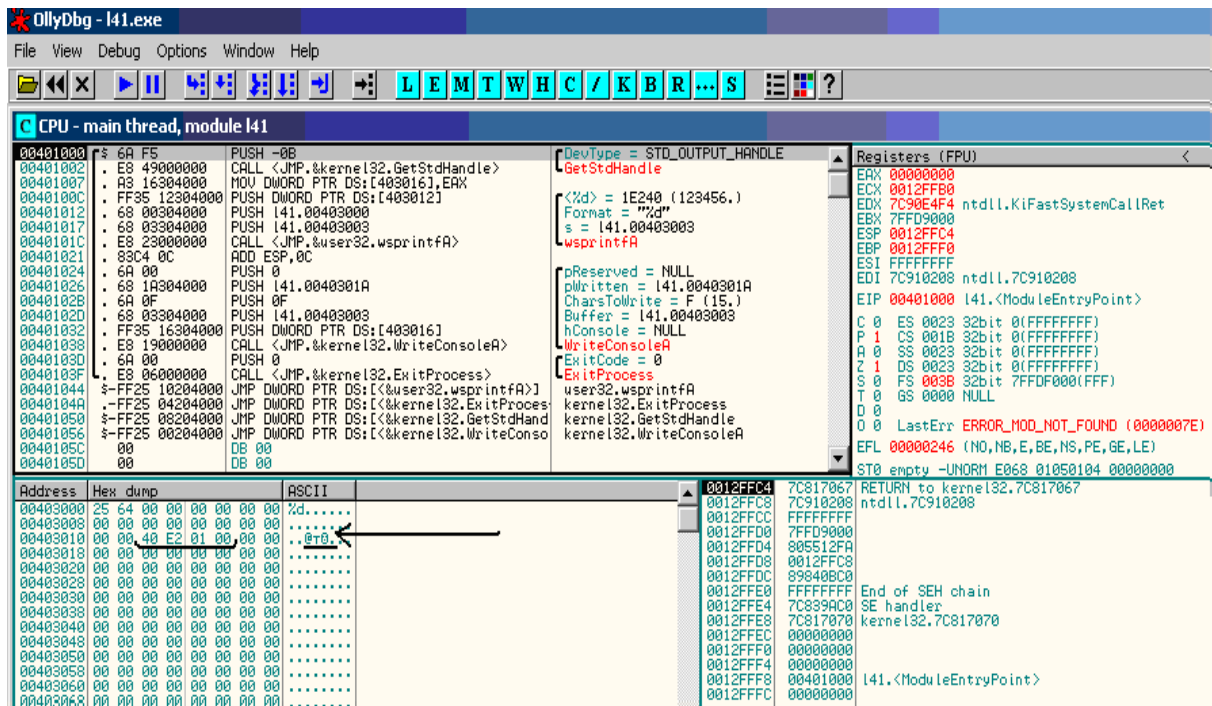 OllyDbg - l41.exe
File View Debug Options Window Help
L E M T W H C / K B R ... S ?
C CPU - main thread, module l41
00401000 $ 6A F5 PUSH -0B DevType = STD_OUTPUT_HANDLE
00401002 . E8 49000000 CALL <JMP.&kernel32.GetStdHandle> GetStdHandle
00401007 . A3 16304000 MOV DWORD PTR DS:[403016],EAX
0040100C . FF35 12304000 PUSH DWORD PTR DS:[403012] <%d> = 1E240 (123456.)
00401012 . 68 00304000 PUSH l41.00403000 Format = "%d"
00401017 . 68 03304000 PUSH l41.00403003 s = l41.00403003
0040101C . E8 23000000 CALL <JMP.&user32.wsprintfA> wsprintfA
00401021 . 83C4 0C ADD ESP,0C
00401024 . 6A 00 PUSH 0 pReserved = NULL
00401026 . 68 1A304000 PUSH l41.0040301A pWritten = l41.0040301A
0040102B . 6A 0F PUSH 0F CharsToWrite = F (15.)
0040102D . 68 03304000 PUSH l41.00403003 Buffer = l41.00403003
00401032 . FF35 16304000 PUSH DWORD PTR DS:[403016] hConsole = NULL
00401038 . E8 19000000 CALL <JMP.&kernel32.WriteConsoleA> WriteConsoleA
0040103D . 6A 00 PUSH 0 ExitCode = 0
0040103F . E8 06000000 CALL <JMP.&kernel32.ExitProcess> ExitProcess
00401044 $-FF25 10204000 JMP DWORD PTR DS:[<&user32.wsprintfA>] user32.wsprintfA
0040104A .-FF25 04204000 JMP DWORD PTR DS:[<&kernel32.ExitProces kernel32.ExitProcess
00401050 $-FF25 08204000 JMP DWORD PTR DS:[<&kernel32.GetStdHand kernel32.GetStdHandle
00401056 $-FF25 00204000 JMP DWORD PTR DS:[<&kernel32.WriteConso kernel32.WriteConsoleA
0040105C 00 DB 00
0040105D 00 DB 00
Registers (FPU) <
EAX 00000000
ECX 0012FFB0
EDX 7C90E4F4 ntdll.KiFastSystemCallRet
EBX 7FFD9000
ESP 0012FFC4
EBP 0012FFF0
ESI FFFFFFFF
EDI 7C910208 ntdll.7C910208
EIP 00401000 l41.<ModuleEntryPoint>
C 0 ES 0023 32bit 0(FFFFFFFF)
P 1 CS 001B 32bit 0(FFFFFFFF)
A 0 SS 0023 32bit 0(FFFFFFFF)
Z 1 DS 0023 32bit 0(FFFFFFFF)
S 0 FS 003B 32bit 7FFDF000(FFF)
T 0 GS 0000 NULL
D 0
O 0 LastErr ERROR_MOD_NOT_FOUND (0000007E)
EFL 00000246 (NO,NB,E,BE,NS,PE,GE,LE)
ST0 empty -UNORM E068 01050104 00000000
Address Hex dump ASCII
00403000 25 64 00 00 00 00 00 00 %d......
00403008 00 00 00 00 00 00 00 00 ........
00403010 00 00 40 E2 01 00 00 00 ..@т☺...
00403018 00 00 00 00 00 00 00 00 ........
00403020 00 00 00 00 00 00 00 00 ........
00403028 00 00 00 00 00 00 00 00 ........
00403030 00 00 00 00 00 00 00 00 ........
00403038 00 00 00 00 00 00 00 00 ........
00403040 00 00 00 00 00 00 00 00 ........
00403048 00 00 00 00 00 00 00 00 ........
00403050 00 00 00 00 00 00 00 00 ........
00403058 00 00 00 00 00 00 00 00 ........
00403060 00 00 00 00 00 00 00 00 ........
00403068 00 00 00 00 00 00 00 00 ........
0012FFC4 7C817067 RETURN to kernel32.7C817067
0012FFC8 7C910208 ntdll.7C910208
0012FFCC FFFFFFFF
0012FFD0 7FFD9000
0012FFD4 805512FA
0012FFD8 0012FFC8
0012FFDC 89840BC0
0012FFE0 FFFFFFFF End of SEH chain
0012FFE4 7C839AC0 SE handler
0012FFE8 7C817070 kernel32.7C817070
0012FFEC 00000000
0012FFF0 00000000
0012FFF4 00000000
0012FFF8 00401000 l41.<ModuleEntryPoint>
0012FFFC 00000000